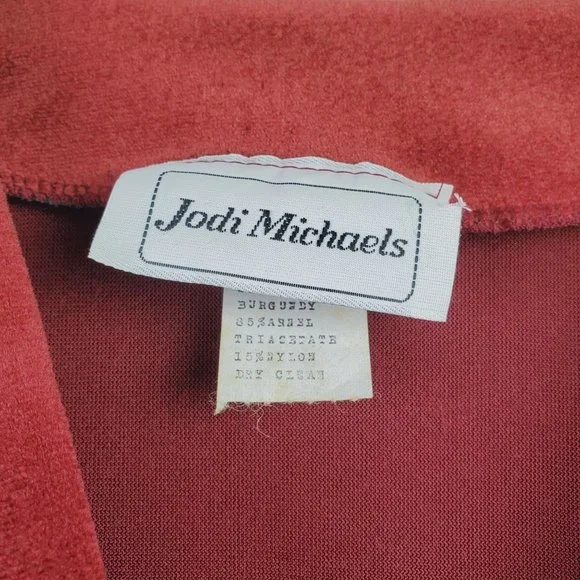 Jodi Michaels
BURGUNDY
85%ARNEL
TRIACETATE
15%NYLON
DRY CLEAN